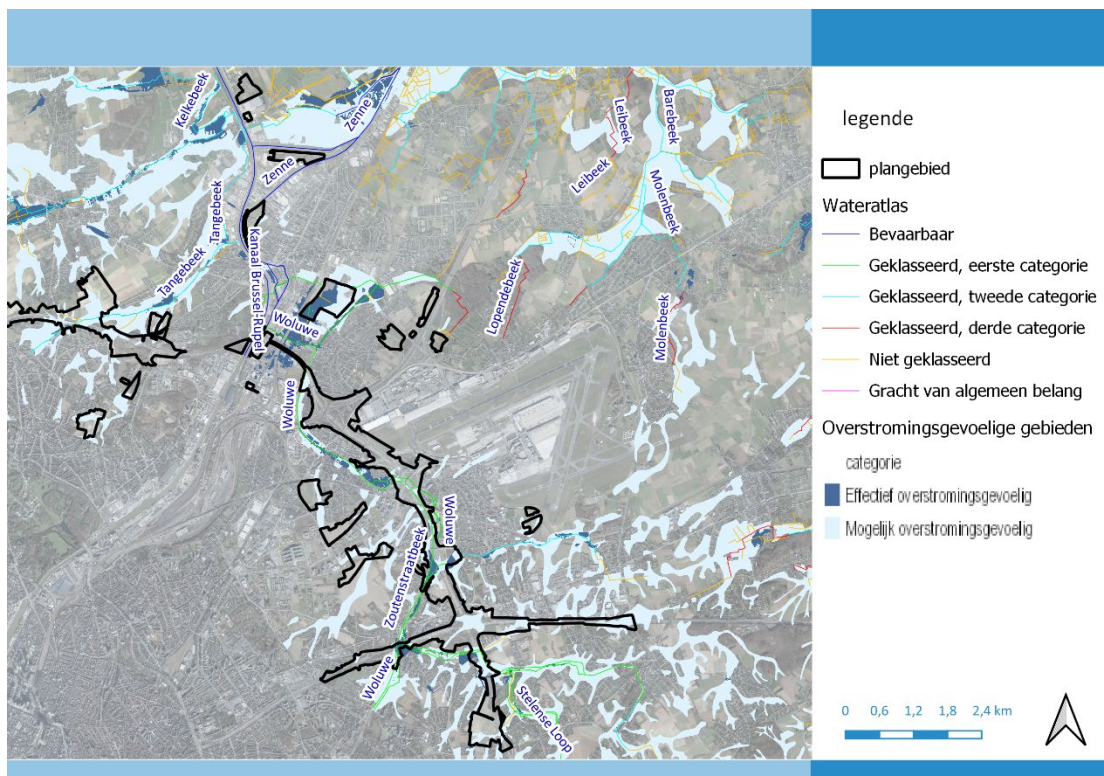 Kelkebeek
Zenne
Zenne
Leibeek
Barebeek
Leibeek
Molenbeek
Tangebeek
Tangebeek
Kanaal Brussel-Rupel
Lopendebeek
Molenbeek
Woluwe
Woluwe
Woluwe
Zoutenstraatbeek
Woluwe
Stelense Loop
legende
plangebied
Wateratlas
Bevaarbaar
Geklasseerd, eerste categorie
Geklasseerd, tweede categorie
Geklasseerd, derde categorie
Niet geklasseerd
Gracht van algemeen belang
Overstromingsgevoelige gebieden
categorie
Effectief overstromingsgevoelig
Mogelijk overstromingsgevoelig
0 0,6 1,2 1,8 2,4 km